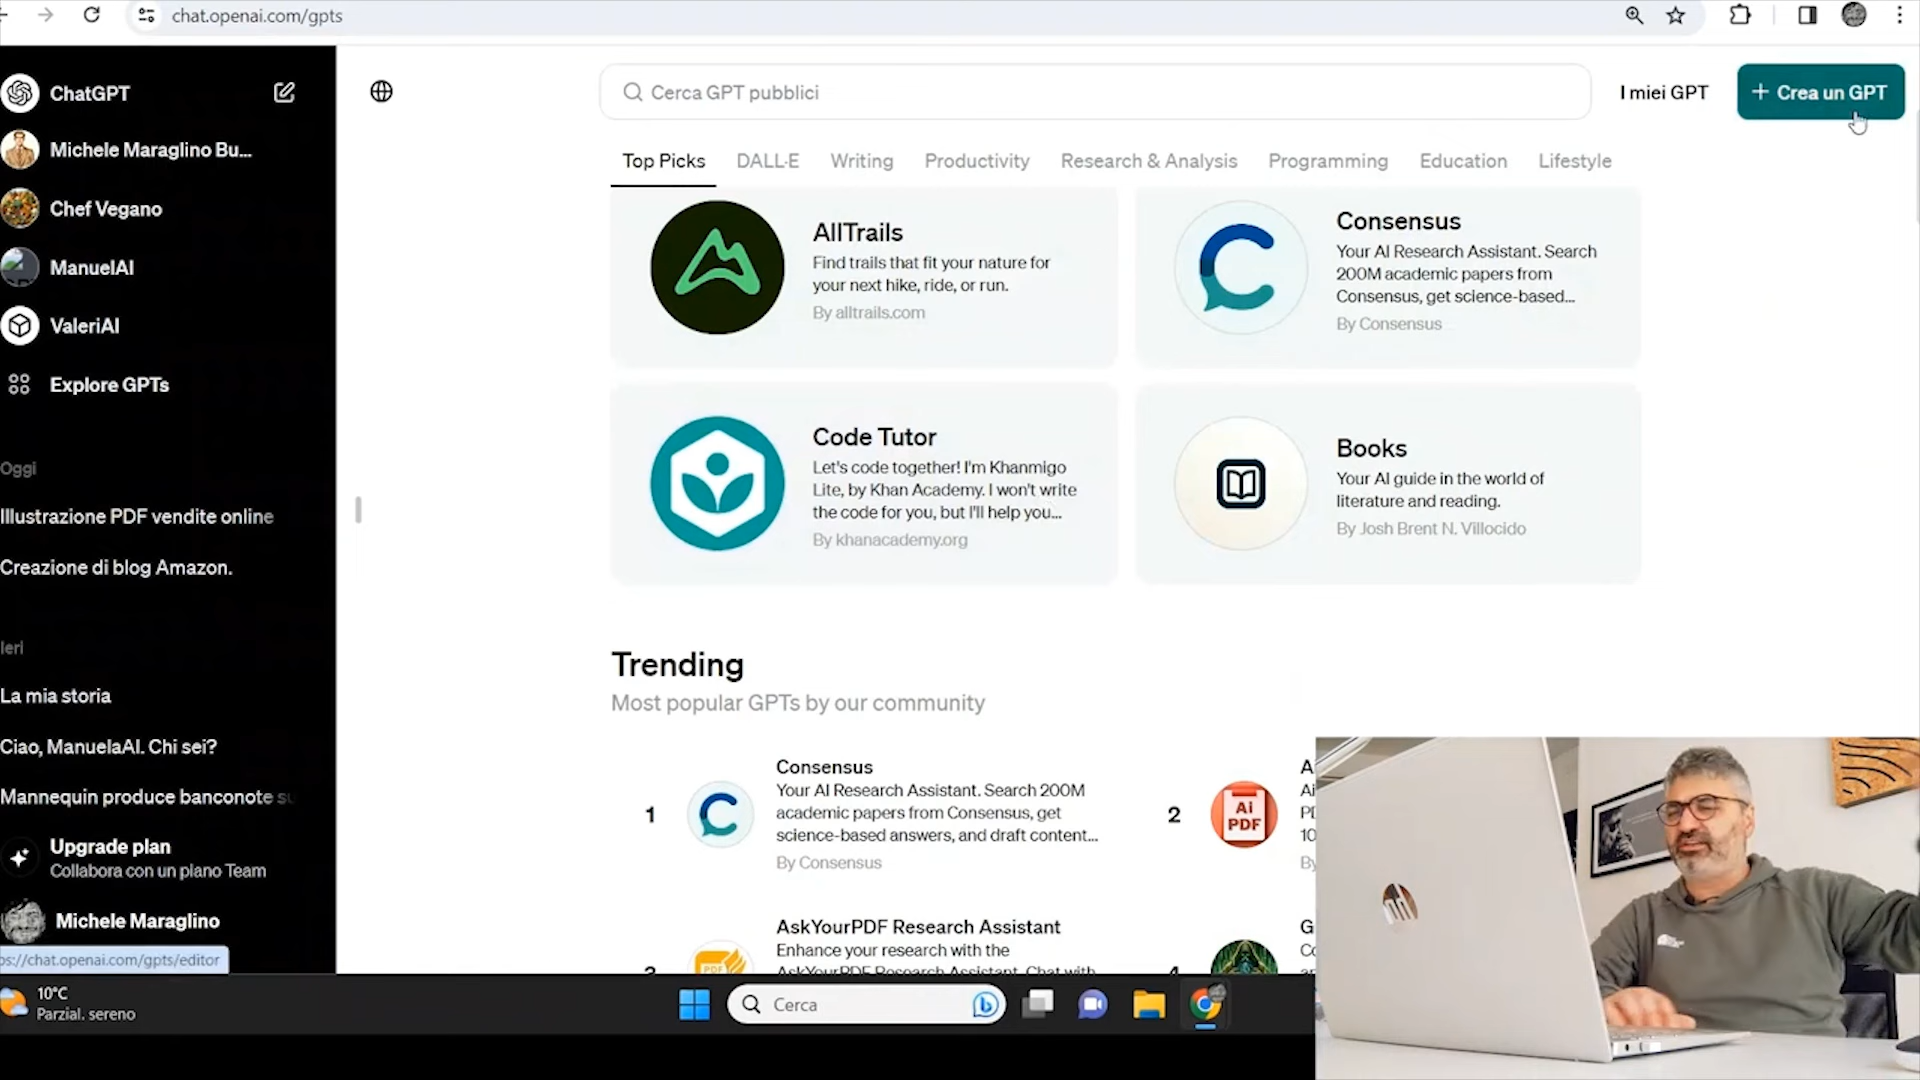 chat.openai.com/gpts
ChatGPT
Michele Maraglino Bu...
Chef Vegano
ManuelAI
ValeriAI
Explore GPTs
Oggi
Illustrazione PDF vendite online
Creazione di blog Amazon.
Ieri
La mia storia
Ciao, ManuelaAI. Chi sei?
Mannequin produce banconote su
Upgrade plan
Collabora con un piano Team
Michele Maraglino
ps://chat.openai.com/gpts/editor
Cerca GPT pubblici
I miei GPT
+ Crea un GPT
Top Picks
DALL·E
Writing
Productivity
Research & Analysis
Programming
Education
Lifestyle
AllTrails
Find trails that fit your nature for
your next hike, ride, or run.
By alltrails.com
Consensus
Your AI Research Assistant. Search
200M academic papers from
Consensus, get science-based...
By Consensus
Code Tutor
Let's code together! I'm Khanmigo
Lite, by Khan Academy. I won't write
the code for you, but I'll help you...
By khanacademy.org
Books
Your AI guide in the world of
literature and reading.
By Josh Brent N. Villocido
Trending
Most popular GPTs by our community
1
Consensus
Your AI Research Assistant. Search 200M
academic papers from Consensus, get
science-based answers, and draft content...
By Consensus
2
Ai
PDF
AskYourPDF Research Assistant
Enhance your research with the
AskYourPDF Research Assistant. Chat with
PDF
10°C
Parzial. sereno
Cerca